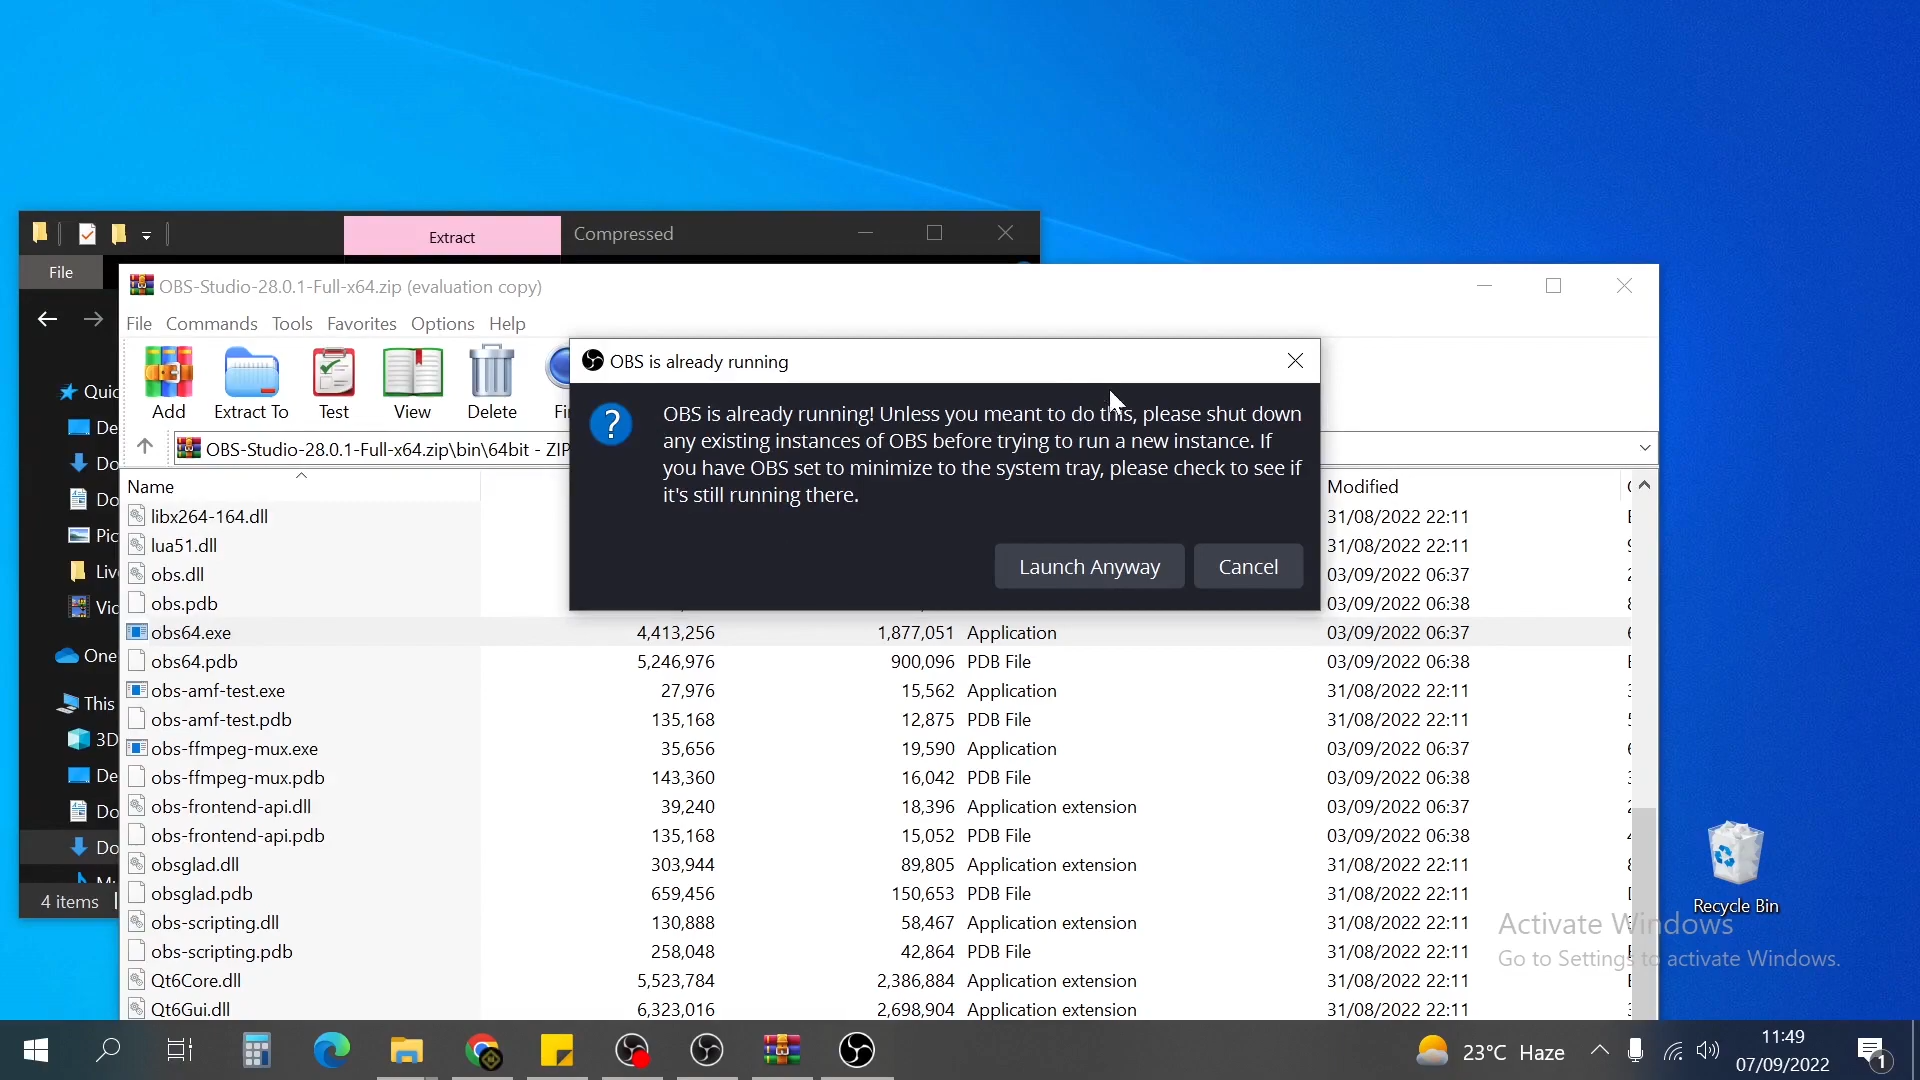 Extract
Compressed
File
OBS-Studio-28.0.1-Full-x64.zip (evaluation copy)
File Commands Tools Favorites Options Help
Add Extract To Test View Delete
OBS-Studio-28.0.1-Full-x64.zip\bin\64bit - ZIP
OBS is already running
OBS is already running! Unless you meant to do this, please shut down
any existing instances of OBS before trying to run a new instance. If
you have OBS set to minimize to the system tray, please check to see if
it's still running there.
Launch Anyway Cancel
Name Modified
libx264-164.dll 31/08/2022 22:11
lua51.dll 31/08/2022 22:11
obs.dll 03/09/2022 06:37
obs.pdb 03/09/2022 06:38
obs64.exe 4,413,256 1,877,051 Application 03/09/2022 06:37
obs64.pdb 5,246,976 900,096 PDB File 03/09/2022 06:38
obs-amf-test.exe 27,976 15,562 Application 31/08/2022 22:11
obs-amf-test.pdb 135,168 12,875 PDB File 31/08/2022 22:11
obs-ffmpeg-mux.exe 35,656 19,590 Application 03/09/2022 06:37
obs-ffmpeg-mux.pdb 143,360 16,042 PDB File 03/09/2022 06:38
obs-frontend-api.dll 39,240 18,396 Application extension 03/09/2022 06:37
obs-frontend-api.pdb 135,168 15,052 PDB File 03/09/2022 06:38
obsglad.dll 303,944 89,805 Application extension 31/08/2022 22:11
obsglad.pdb 659,456 150,653 PDB File 31/08/2022 22:11
obs-scripting.dll 130,888 58,467 Application extension 31/08/2022 22:11
obs-scripting.pdb 258,048 42,864 PDB File 31/08/2022 22:11
Qt6Core.dll 5,523,784 2,386,884 Application extension 31/08/2022 22:11
Qt6Gui.dll 6,323,016 2,698,904 Application extension 31/08/2022 22:11
This
4 items
Recycle Bin
Activate Windows
Go to Settings to activate Windows.
23°C Haze
11:49
07/09/2022
1